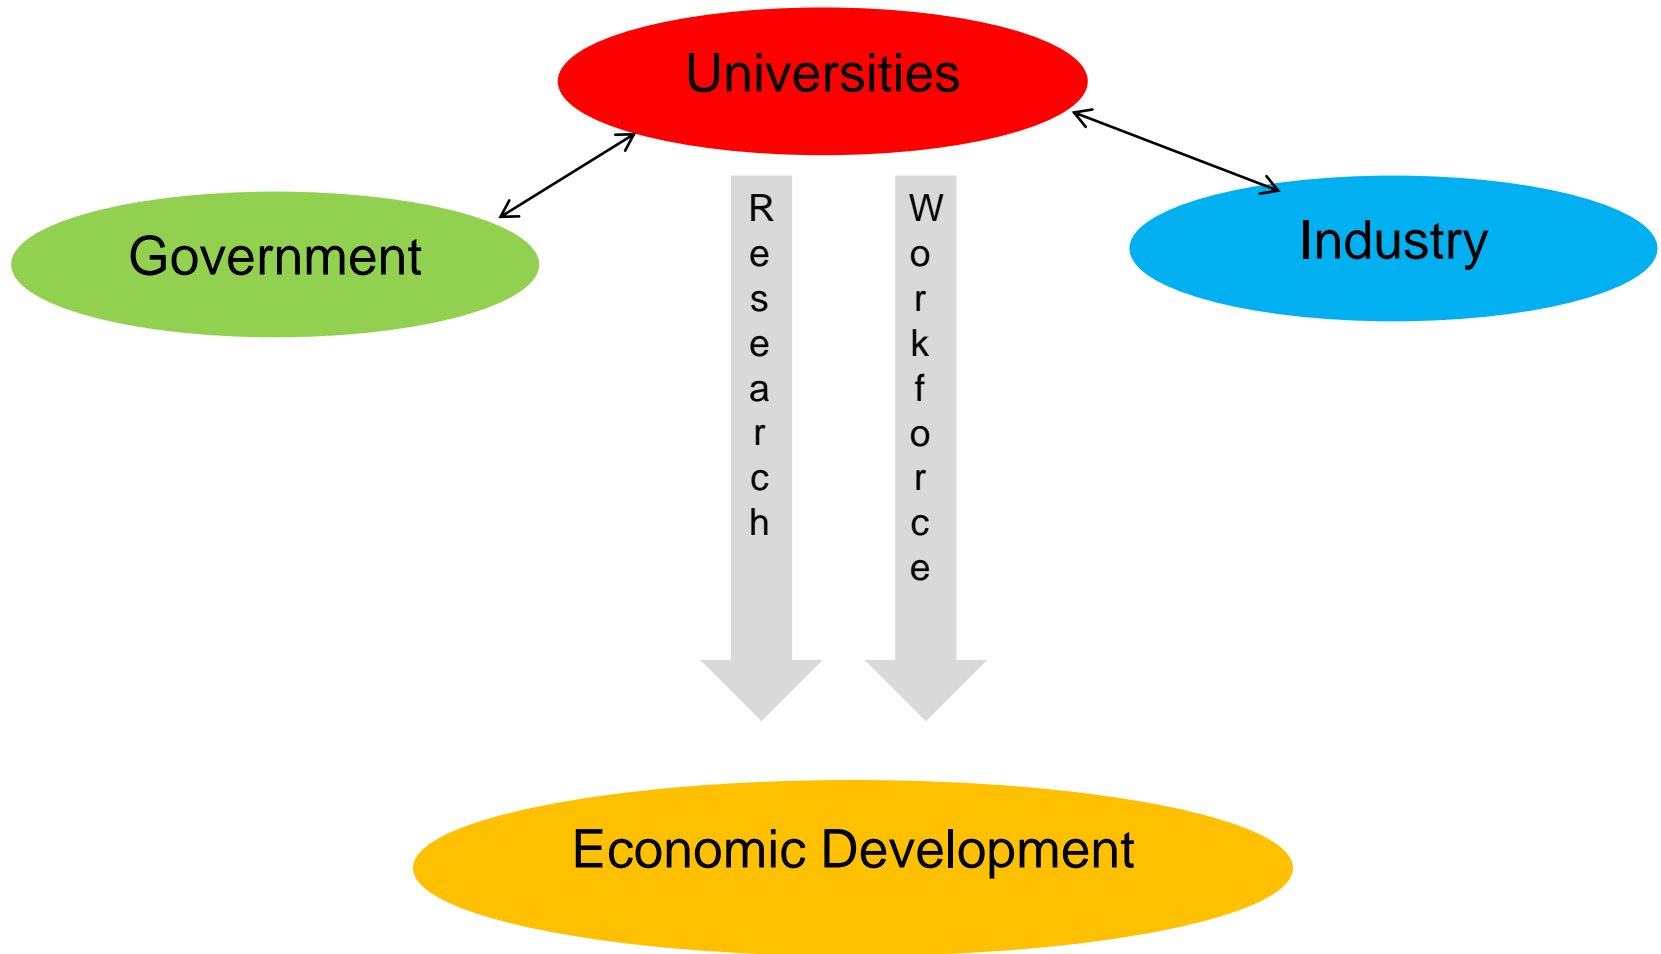 Universities
Government
Industry
Research
Workforce
Economic Development